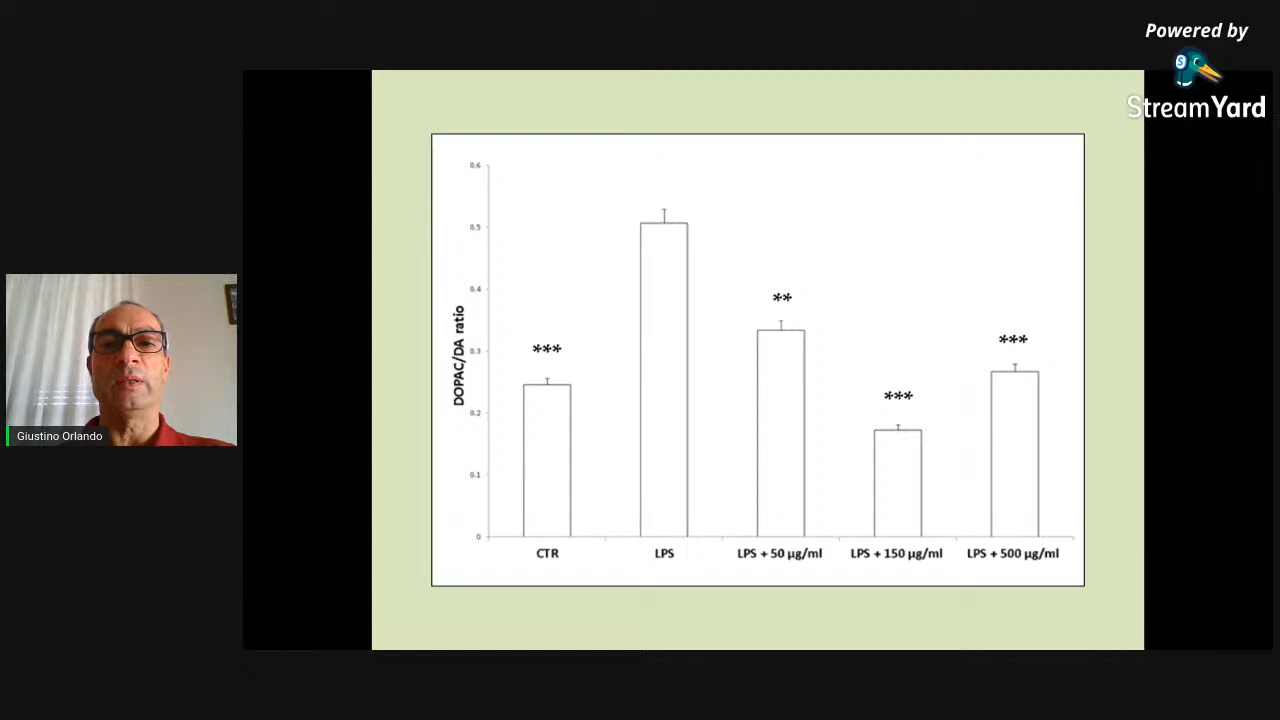 Powered by
StreamYard
0.6
0.5
0.4
0.3
0.2
0.1
0
DOPAC/DA ratio
***
**
***
***
CTR
LPS
LPS + 50 µg/ml
LPS + 150 µg/ml
LPS + 500 µg/ml
Giustino Orlando